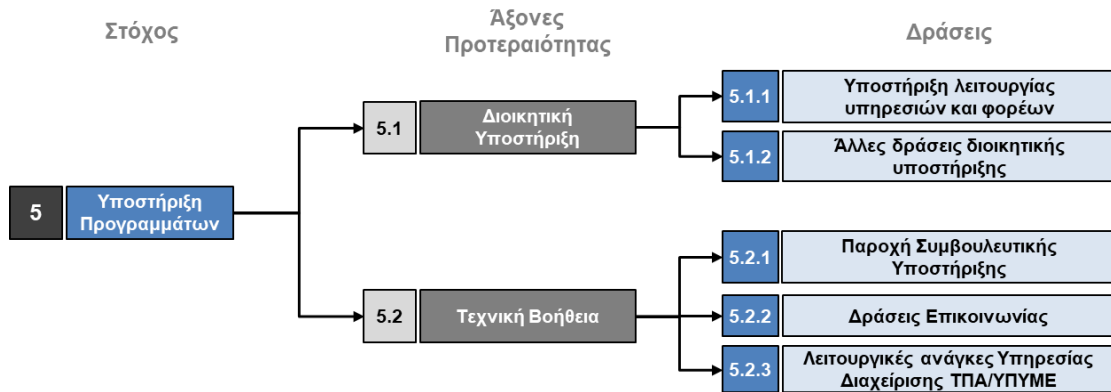 Στόχος
Άξονες
Προτεραιότητας
Δράσεις
5
Υποστήριξη
Προγραμμάτων
5.1
Διοικητική
Υποστήριξη
5.1.1
Υποστήριξη λειτουργίας
υπηρεσιών και φορέων
5.1.2
Άλλες δράσεις διοικητικής
υποστήριξης
5.2
Τεχνική Βοήθεια
5.2.1
Παροχή Συμβουλευτικής
Υποστήριξης
5.2.2
Δράσεις Επικοινωνίας
5.2.3
Λειτουργικές ανάγκες Υπηρεσίας
Διαχείρισης ΤΠΑ/ΥΠΥΜΕ